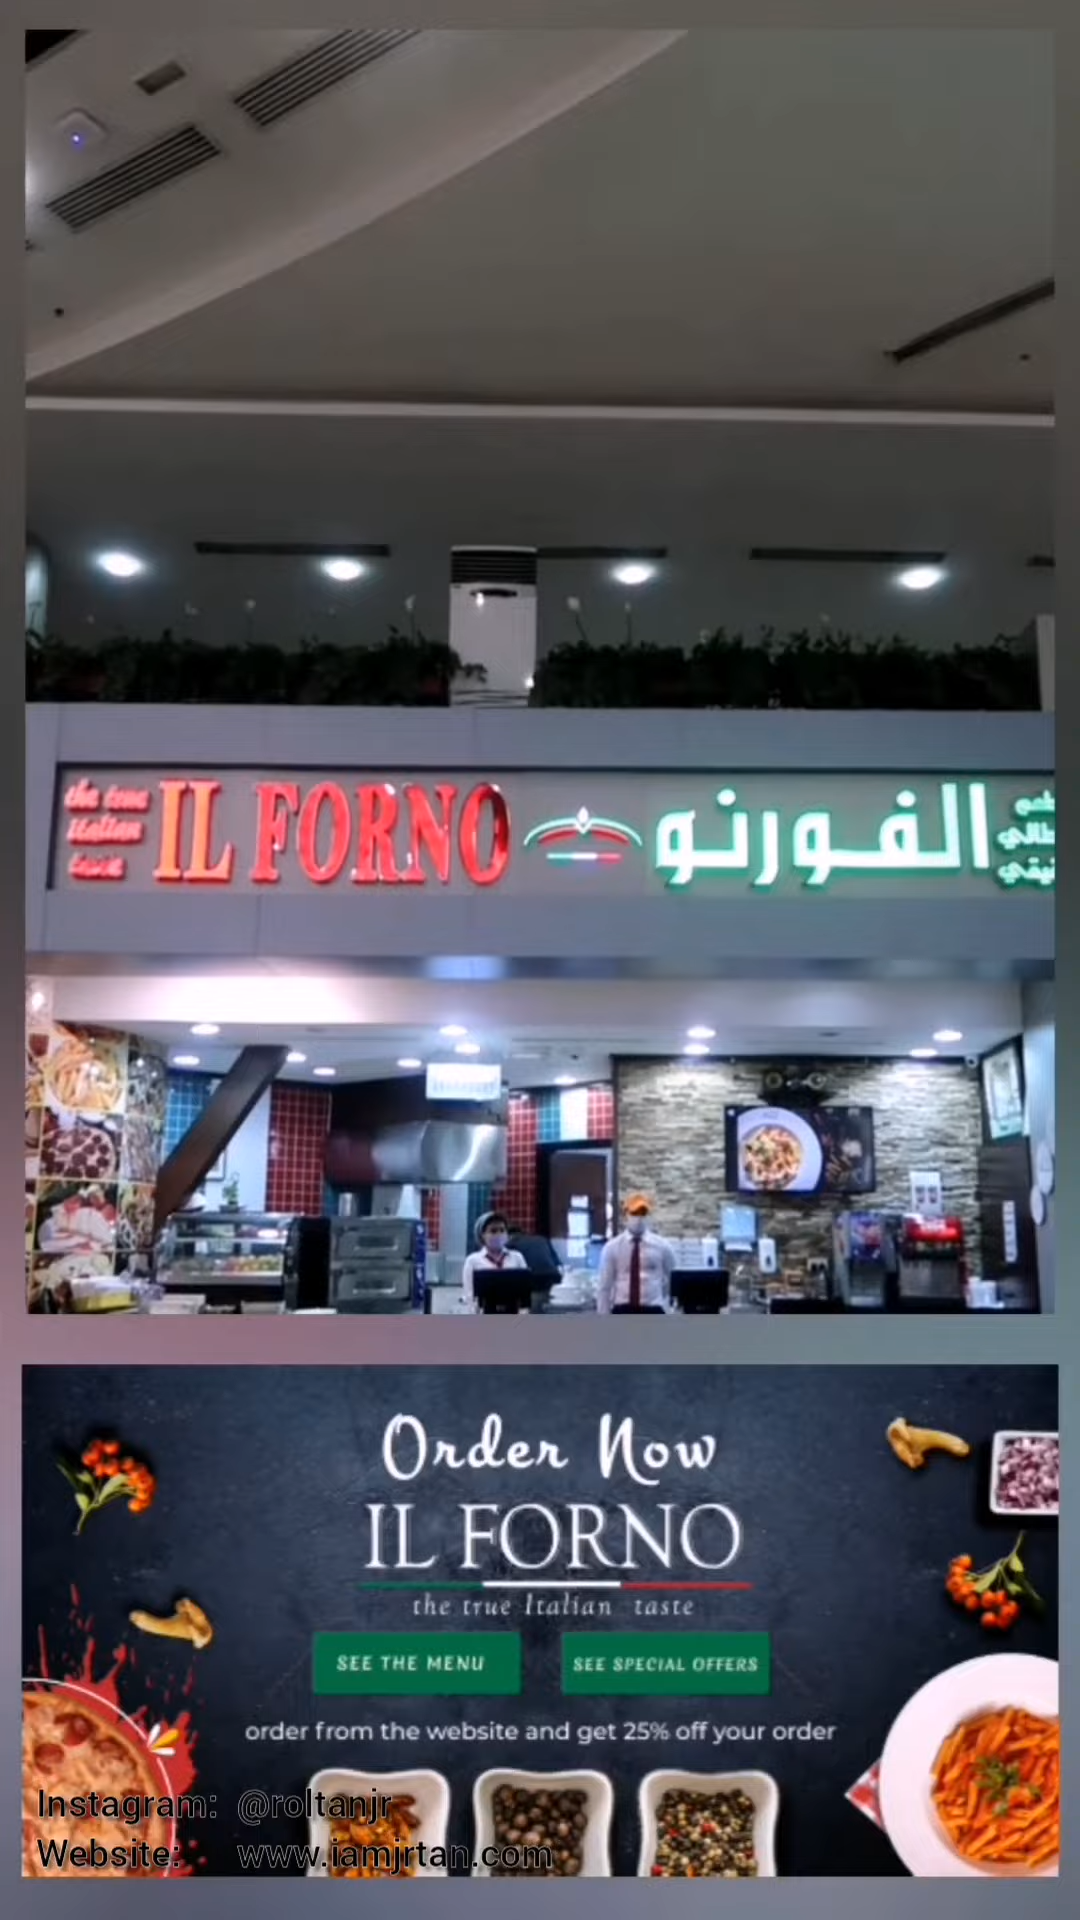 the true
Italian
taste
IL FORNO
الفورنو
Order Now
IL FORNO
the true Italian taste
SEE THE MENU
SEE SPECIAL OFFERS
order from the website and get 25% off your order
Instagram: @roltanjr
Website: www.iamjrtan.com